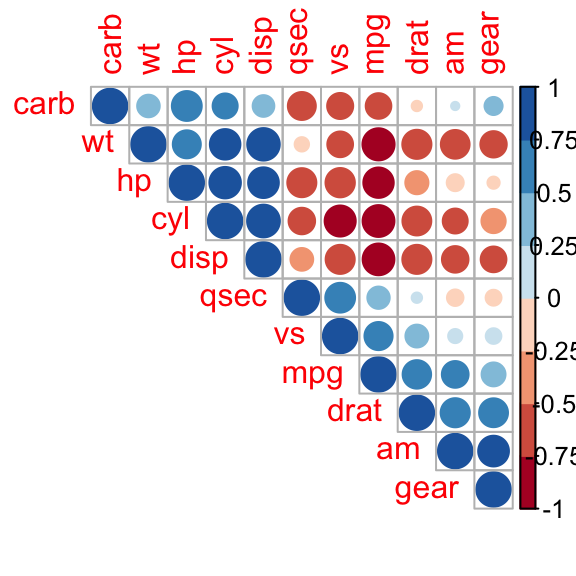 carb
wt
hp
cyl
disp
qsec
vs
mpg
drat
am
gear
carb
wt
hp
cyl
disp
qsec
vs
mpg
drat
am
gear
1
0.75
0.5
0.25
0
-0.25
-0.5
-0.75
-1